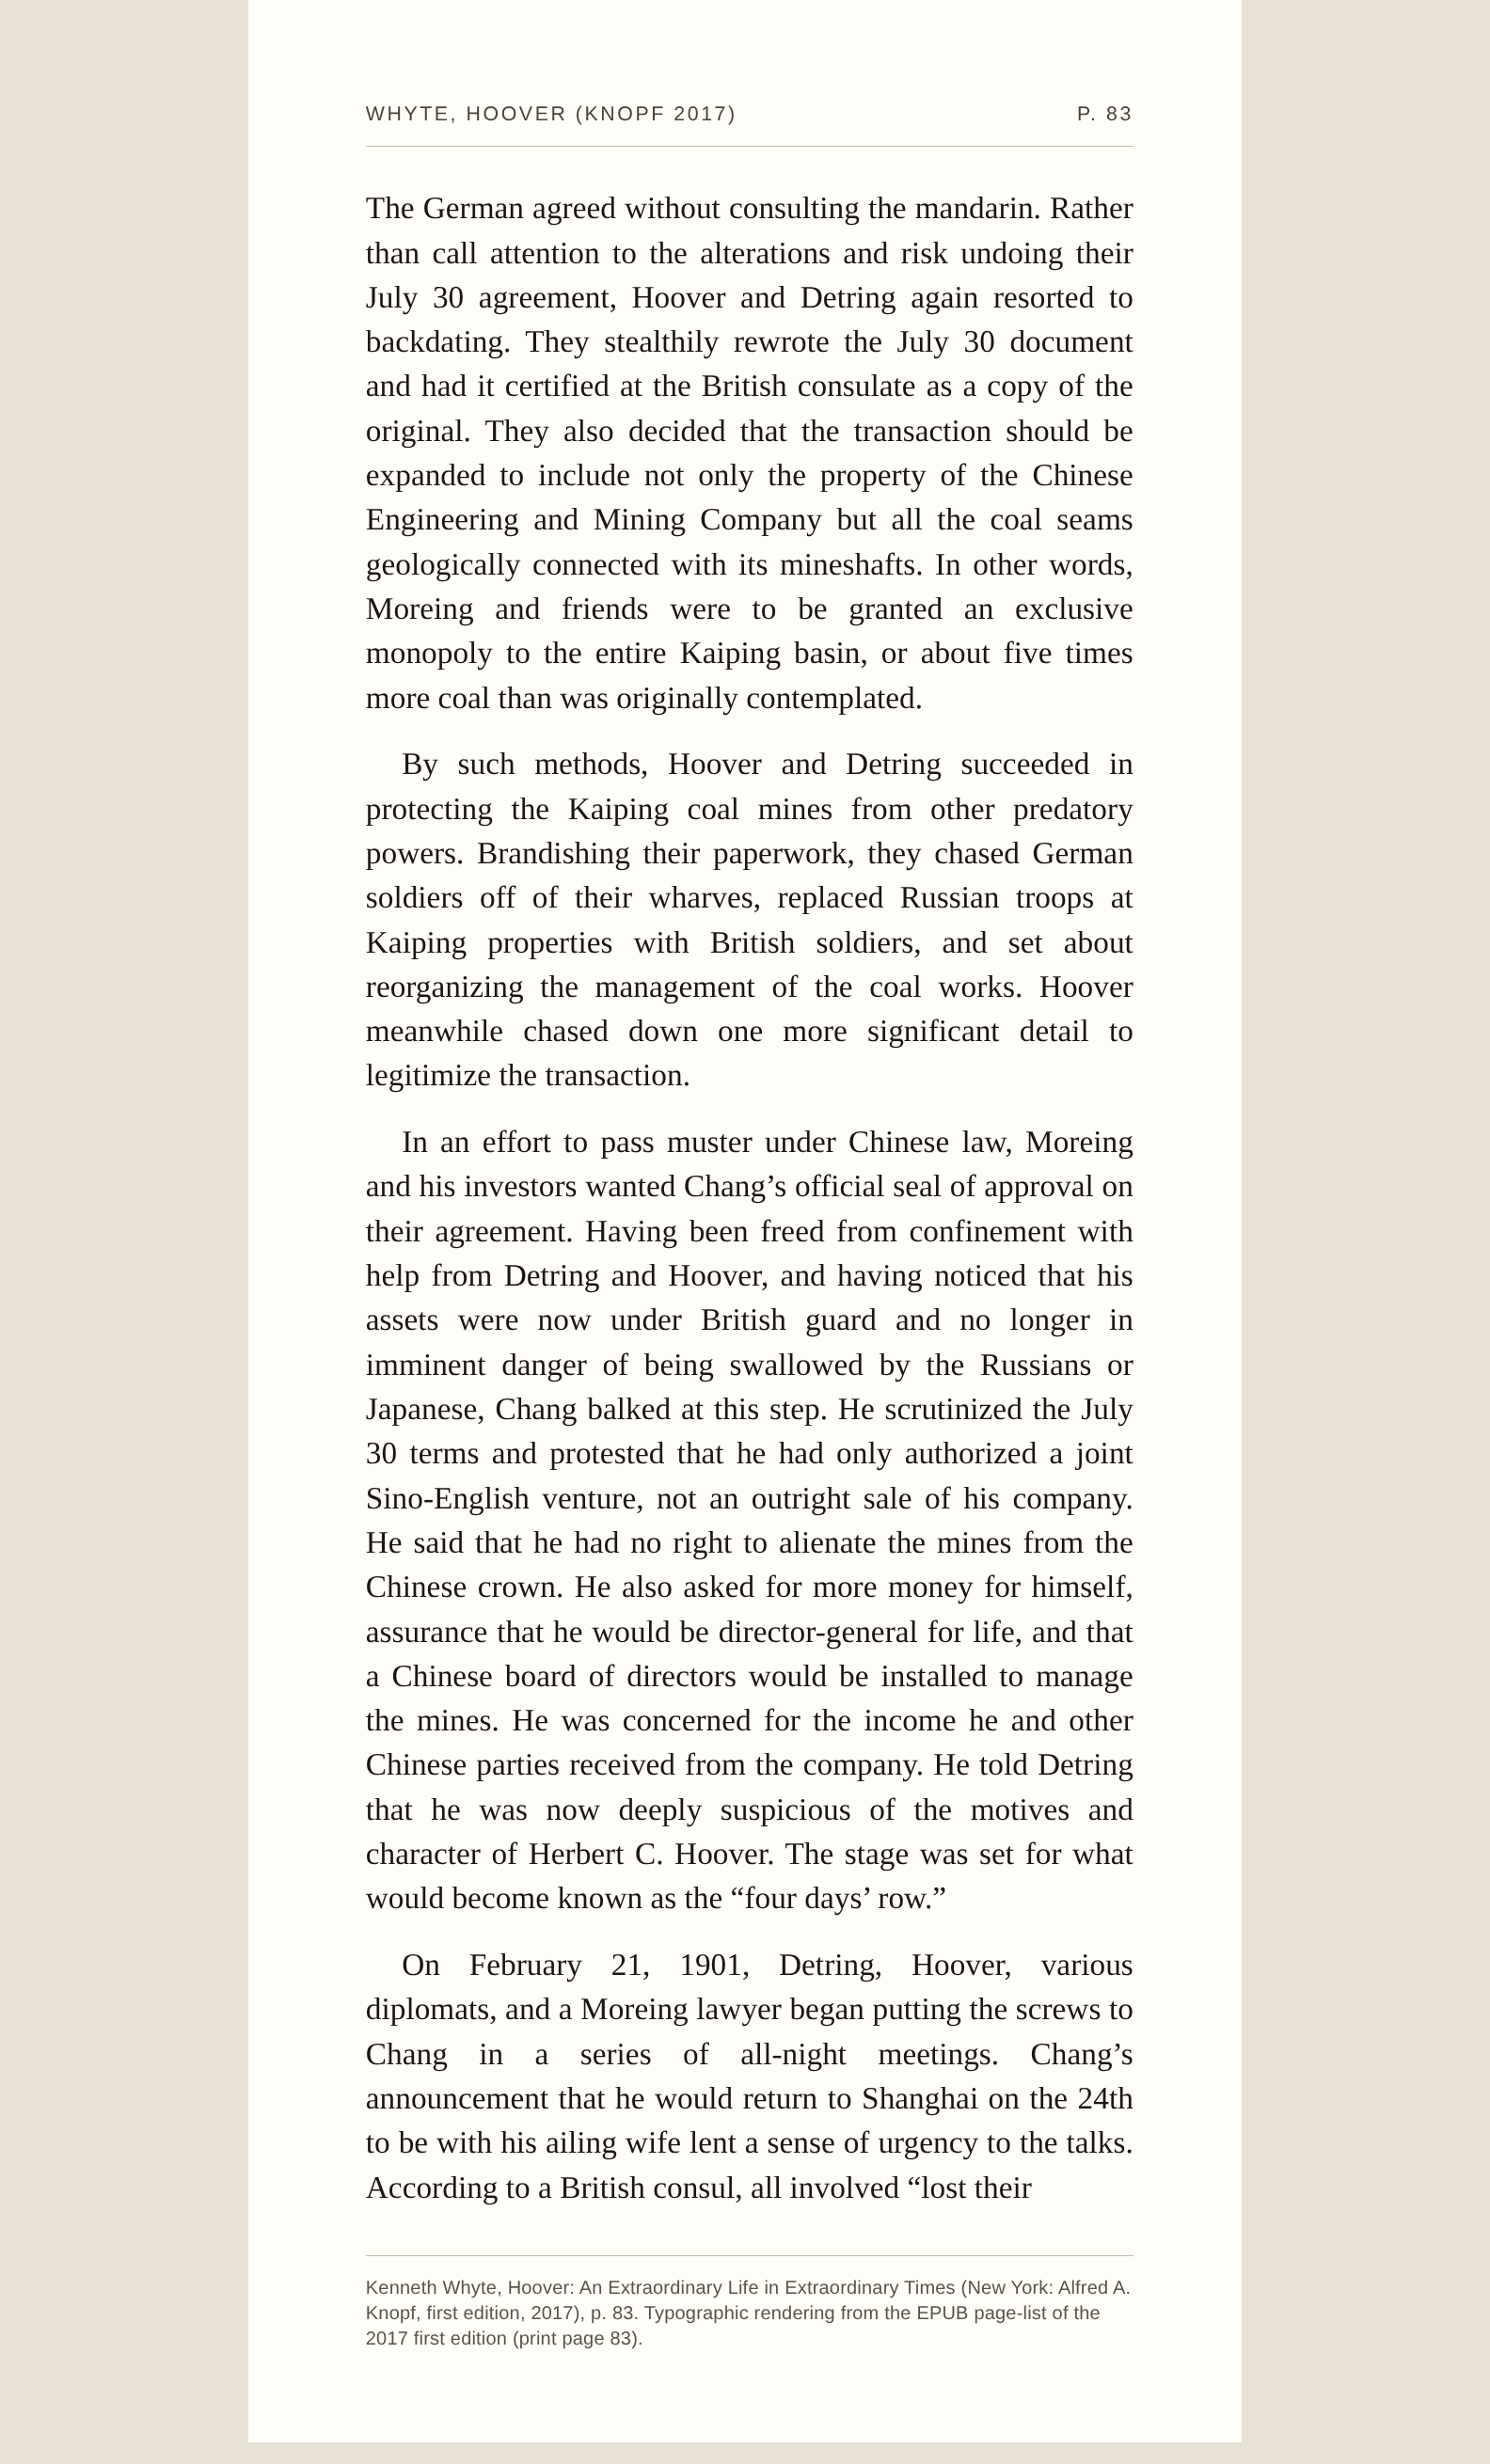 WHYTE, HOOVER (KNOPF 2017) P. 83
The German agreed without consulting the mandarin. Rather
than call attention to the alterations and risk undoing their
July 30 agreement, Hoover and Detring again resorted to
backdating. They stealthily rewrote the July 30 document
and had it certified at the British consulate as a copy of the
original. They also decided that the transaction should be
expanded to include not only the property of the Chinese
Engineering and Mining Company but all the coal seams
geologically connected with its mineshafts. In other words,
Moreing and friends were to be granted an exclusive
monopoly to the entire Kaiping basin, or about five times
more coal than was originally contemplated.
By such methods, Hoover and Detring succeeded in
protecting the Kaiping coal mines from other predatory
powers. Brandishing their paperwork, they chased German
soldiers off of their wharves, replaced Russian troops at
Kaiping properties with British soldiers, and set about
reorganizing the management of the coal works. Hoover
meanwhile chased down one more significant detail to
legitimize the transaction.
In an effort to pass muster under Chinese law, Moreing
and his investors wanted Chang’s official seal of approval on
their agreement. Having been freed from confinement with
help from Detring and Hoover, and having noticed that his
assets were now under British guard and no longer in
imminent danger of being swallowed by the Russians or
Japanese, Chang balked at this step. He scrutinized the July
30 terms and protested that he had only authorized a joint
Sino-English venture, not an outright sale of his company.
He said that he had no right to alienate the mines from the
Chinese crown. He also asked for more money for himself,
assurance that he would be director-general for life, and that
a Chinese board of directors would be installed to manage
the mines. He was concerned for the income he and other
Chinese parties received from the company. He told Detring
that he was now deeply suspicious of the motives and
character of Herbert C. Hoover. The stage was set for what
would become known as the “four days’ row.”
On February 21, 1901, Detring, Hoover, various
diplomats, and a Moreing lawyer began putting the screws to
Chang in a series of all-night meetings. Chang’s
announcement that he would return to Shanghai on the 24th
to be with his ailing wife lent a sense of urgency to the talks.
According to a British consul, all involved “lost their
Kenneth Whyte, Hoover: An Extraordinary Life in Extraordinary Times (New York: Alfred A.
Knopf, first edition, 2017), p. 83. Typographic rendering from the EPUB page-list of the
2017 first edition (print page 83).